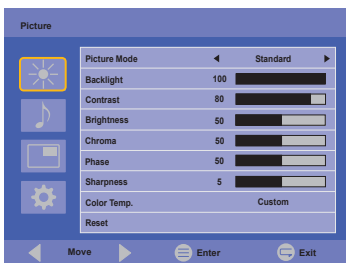 Picture
Picture Mode Standard
Backlight 100
Contrast 80
Brightness 50
Chroma 50
Phase 50
Sharpness 5
Color Temp. Custom
Reset
Move Enter Exit